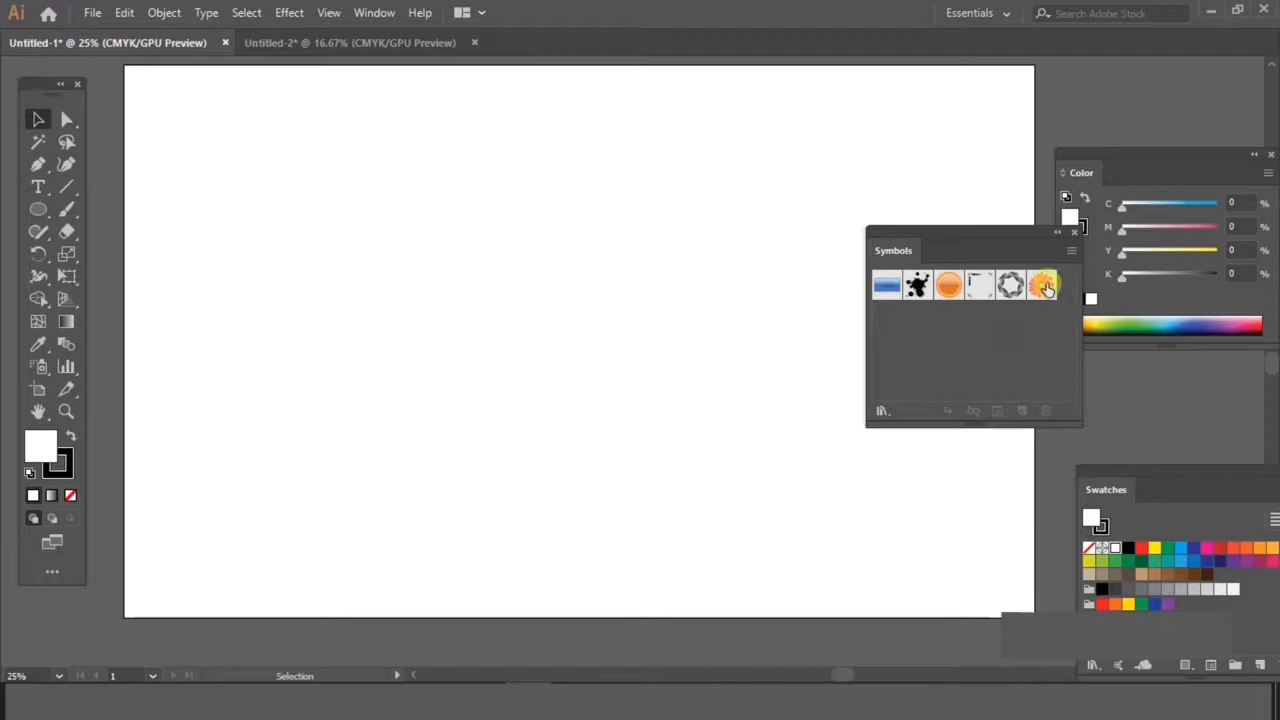 Ai File Edit Object Type Select Effect View Window Help Essentials Search Adobe Stock
Untitled-1* @ 25% (CMYK/GPU Preview) Untitled-2* @ 16.67% (CMYK/GPU Preview)
Color
C 0 %
M 0 %
Y 0 %
K 0 %
Symbols
T
Swatches
25% 1 Selection